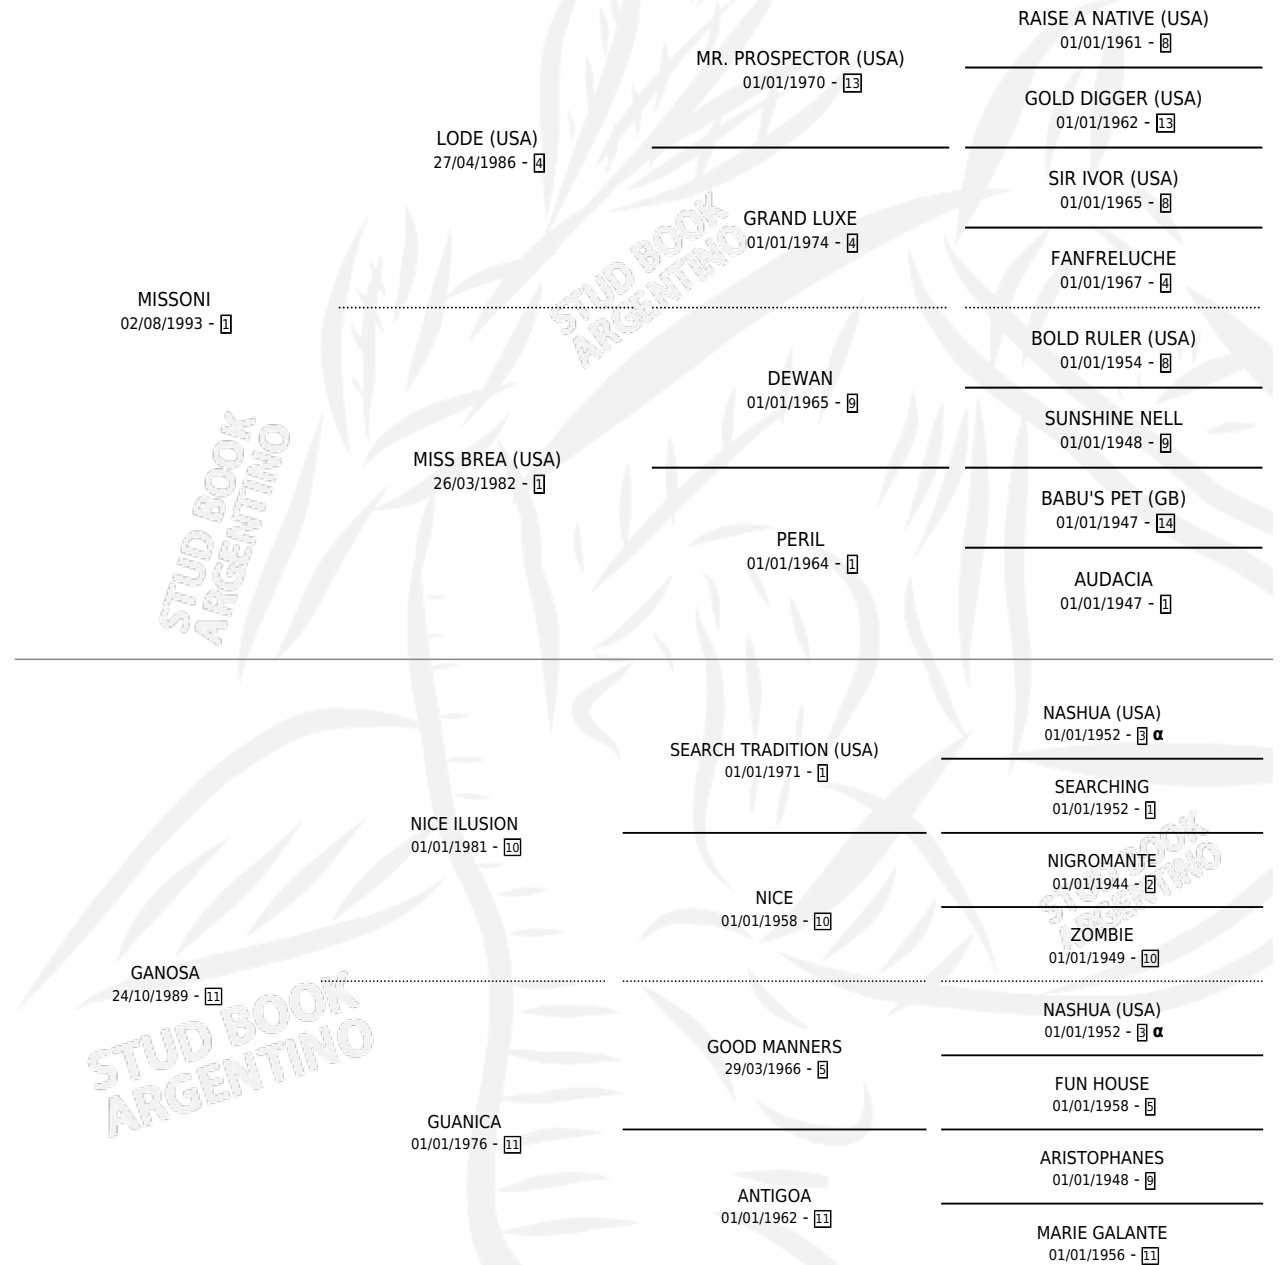 RAISE A NATIVE (USA)
01/01/1961 - 8
MR. PROSPECTOR (USA)
01/01/1970 - 13
GOLD DIGGER (USA)
01/01/1962 - 13
LODE (USA)
27/04/1986 - 4
SIR IVOR (USA)
01/01/1965 - 8
GRAND LUXE
01/01/1974 - 4
FANFRELUCHE
01/01/1967 - 4
MISSONI
02/08/1993 - 1
BOLD RULER (USA)
01/01/1954 - 8
DEWAN
01/01/1965 - 9
SUNSHINE NELL
01/01/1948 - 9
MISS BREA (USA)
26/03/1982 - 1
BABU'S PET (GB)
01/01/1947 - 14
PERIL
01/01/1964 - 1
AUDACIA
01/01/1947 - 1
NASHUA (USA)
01/01/1952 - 3 α
SEARCH TRADITION (USA)
01/01/1971 - 1
SEARCHING
01/01/1952 - 1
NICE ILUSION
01/01/1981 - 10
NIGROMANTE
01/01/1944 - 2
NICE
01/01/1958 - 10
ZOMBIE
01/01/1949 - 10
GANOSA
24/10/1989 - 11
NASHUA (USA)
01/01/1952 - 3 α
GOOD MANNERS
29/03/1966 - 5
FUN HOUSE
01/01/1958 - 5
GUANICA
01/01/1976 - 11
ARISTOPHANES
01/01/1948 - 9
ANTIGOA
01/01/1962 - 11
MARIE GALANTE
01/01/1956 - 11
STUD BOOK
ARGENTINO
STUD BOOK
ARGENTINO
STUD BOOK
ARGENTINO
STUD BOOK
ARGENTINO